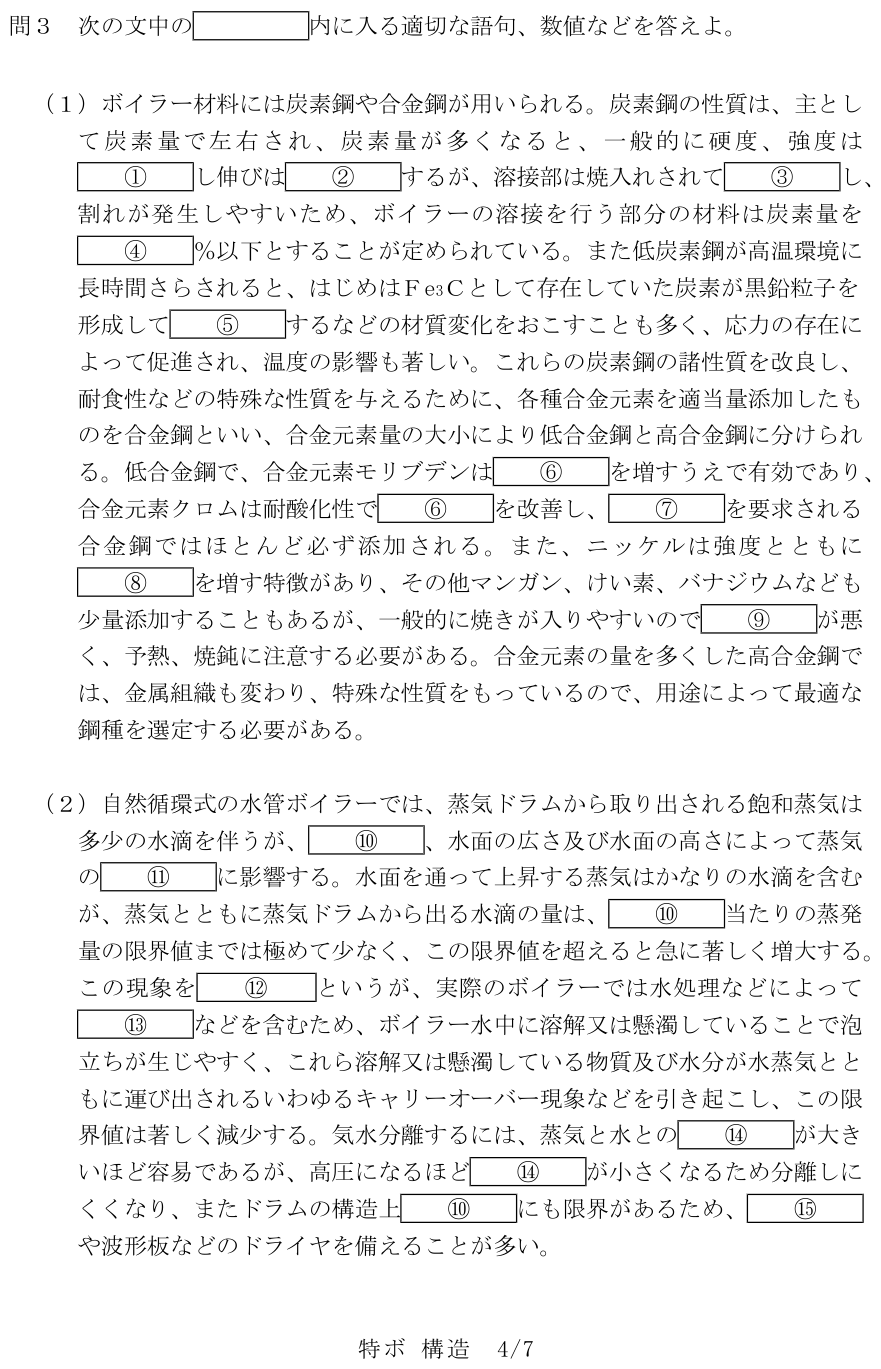 問３　次の文中の　　　　　内に入る適切な語句、数値などを答えよ。
（１）ボイラー材料には炭素鋼や合金鋼が用いられる。炭素鋼の性質は、主とし
て炭素量で左右され、炭素量が多くなると、一般的に硬度、強度は
①し伸びは②するが、溶接部は焼入れされて③し、
割れが発生しやすいため、ボイラーの溶接を行う部分の材料は炭素量を
④%以下とすることが定められている。また低炭素鋼が高温環境に
長時間さらされると、はじめはＦe3Ｃとして存在していた炭素が黒鉛粒子を
形成して⑤するなどの材質変化をおこすことも多く、応力の存在に
よって促進され、温度の影響も著しい。これらの炭素鋼の諸性質を改良し、
耐食性などの特殊な性質を与えるために、各種合金元素を適当量添加したも
のを合金鋼といい、合金元素量の大小により低合金鋼と高合金鋼に分けられ
る。低合金鋼で、合金元素モリブデンは⑥を増すうえで有効であり、
合金元素クロムは耐酸化性で⑥を改善し、⑦を要求される
合金鋼ではほとんど必ず添加される。また、ニッケルは強度とともに
⑧を増す特徴があり、その他マンガン、けい素、バナジウムなども
少量添加することもあるが、一般的に焼きが入りやすいので⑨が悪
く、予熱、焼鈍に注意する必要がある。合金元素の量を多くした高合金鋼で
は、金属組織も変わり、特殊な性質をもっているので、用途によって最適な
鋼種を選定する必要がある。
（２）自然循環式の水管ボイラーでは、蒸気ドラムから取り出される飽和蒸気は
多少の水滴を伴うが、⑩、水面の広さ及び水面の高さによって蒸気
の⑪に影響する。水面を通って上昇する蒸気はかなりの水滴を含む
が、蒸気とともに蒸気ドラムから出る水滴の量は、⑩当たりの蒸発
量の限界値までは極めて少なく、この限界値を超えると急に著しく増大する。
この現象を⑫というが、実際のボイラーでは水処理などによって
⑬などを含むため、ボイラー水中に溶解又は懸濁していることで泡
立ちが生じやすく、これら溶解又は懸濁している物質及び水分が水蒸気とと
もに運び出されるいわゆるキャリーオーバー現象などを引き起こし、この限
界値は著しく減少する。気水分離するには、蒸気と水との⑭が大き
いほど容易であるが、高圧になるほど⑭が小さくなるため分離しに
くくなり、またドラムの構造上⑩にも限界があるため、⑮
や波形板などのドライヤを備えることが多い。
特ボ 構造　4/7